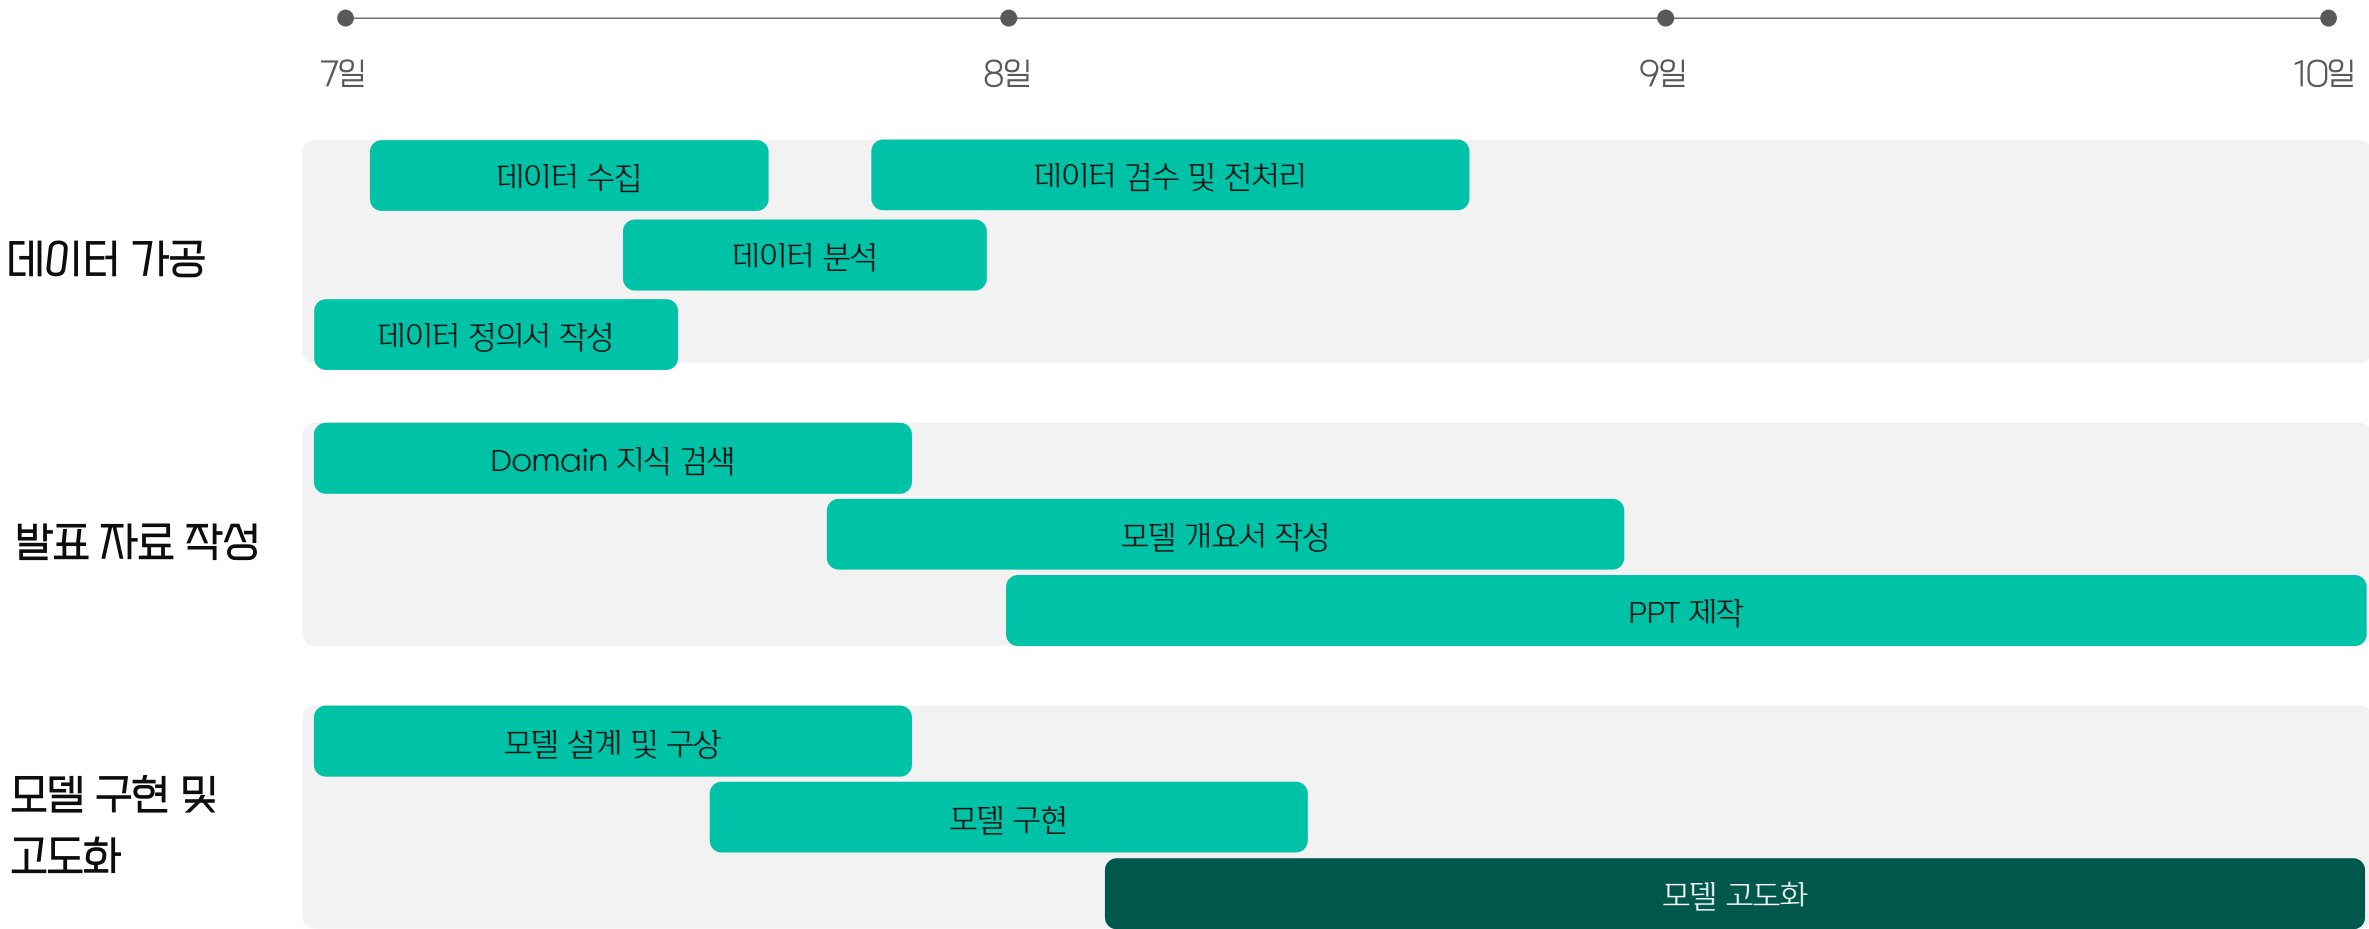 7일 8일 9일 10일
데이터 가공
데이터 수집
데이터 검수 및 전처리
데이터 분석
데이터 정의서 작성
발표 자료 작성
Domain 지식 검색
모델 개요서 작성
PPT 제작
모델 구현 및
고도화
모델 설계 및 구상
모델 구현
모델 고도화